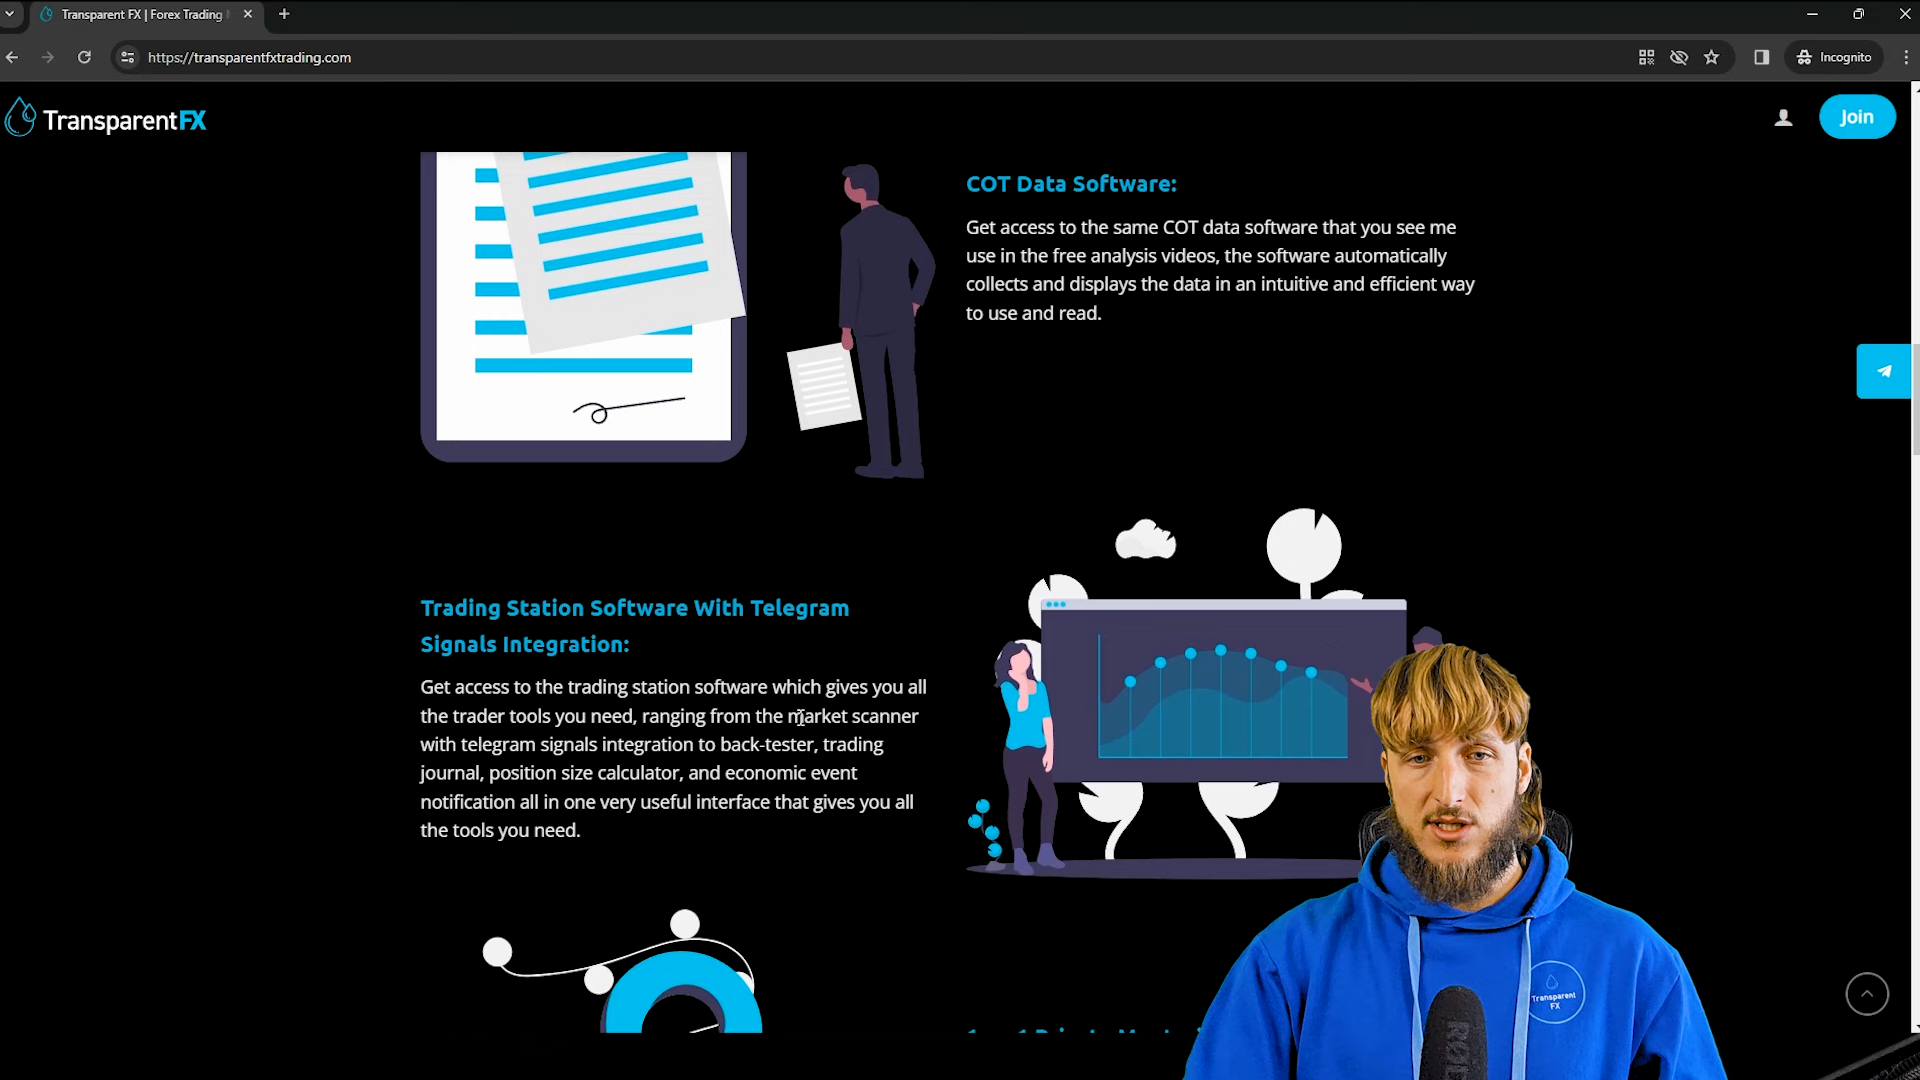 Transparent FX | Forex Trading
https://transparentfxtrading.com
Incognito
TransparentFX
Join
COT Data Software:
Get access to the same COT data software that you see me
use in the free analysis videos, the software automatically
collects and displays the data in an intuitive and efficient way
to use and read.
Trading Station Software With Telegram
Signals Integration:
Get access to the trading station software which gives you all
the trader tools you need, ranging from the market scanner
with telegram signals integration to back-tester, trading
journal, position size calculator, and economic event
notification all in one very useful interface that gives you all
the tools you need.
Transparent
FX